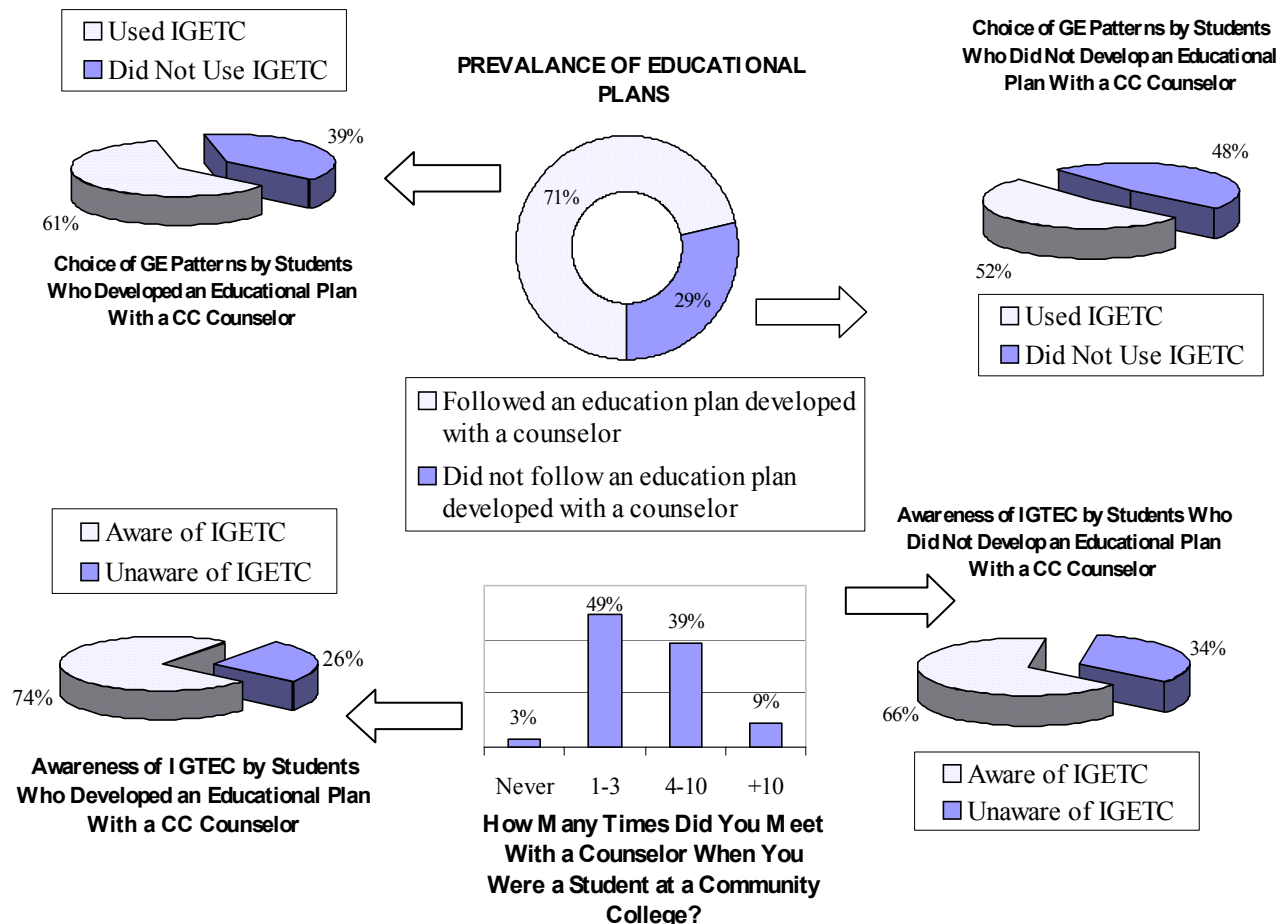 Used IGETC
Did Not Use IGETC
39%
61%
Choice of GE Patterns by Students
Who Developed an Educational Plan
With a CC Counselor
PREVALANCE OF EDUCATIONAL
PLANS
71%
29%
Followed an education plan developed
with a counselor
Did not follow an education plan
developed with a counselor
Choice of GE Patterns by Students
Who Did Not Develop an Educational
Plan With a CC Counselor
48%
52%
Used IGETC
Did Not Use IGETC
Aware of IGETC
Unaware of IGETC
26%
74%
Awareness of IGTEC by Students
Who Developed an Educational Plan
With a CC Counselor
49%
39%
9%
3%
Never 1-3 4-10 +10
How Many Times Did You Meet
With a Counselor When You
Were a Student at a Community
College?
Awareness of IGTEC by Students Who
Did Not Develop an Educational Plan
With a CC Counselor
34%
66%
Aware of IGETC
Unaware of IGETC